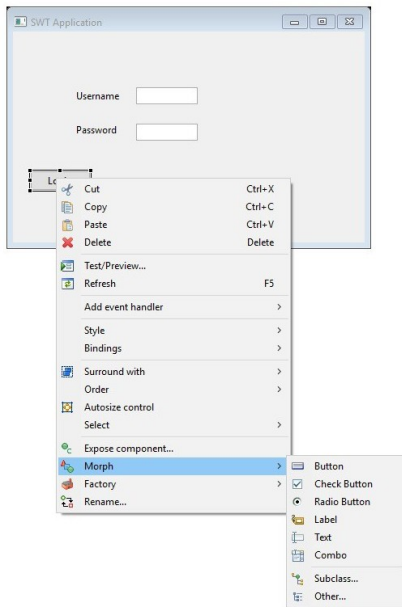 SWT Application
Username
Password
Cut Ctrl+X
Copy Ctrl+C
Paste Ctrl+V
Delete Delete
Test/Preview...
Refresh F5
Add event handler
Style
Bindings
Surround with
Order
Autosize control
Select
Expose component...
Morph
Factory
Rename...
Button
Check Button
Radio Button
Label
Text
Combo
Subclass...
Other...